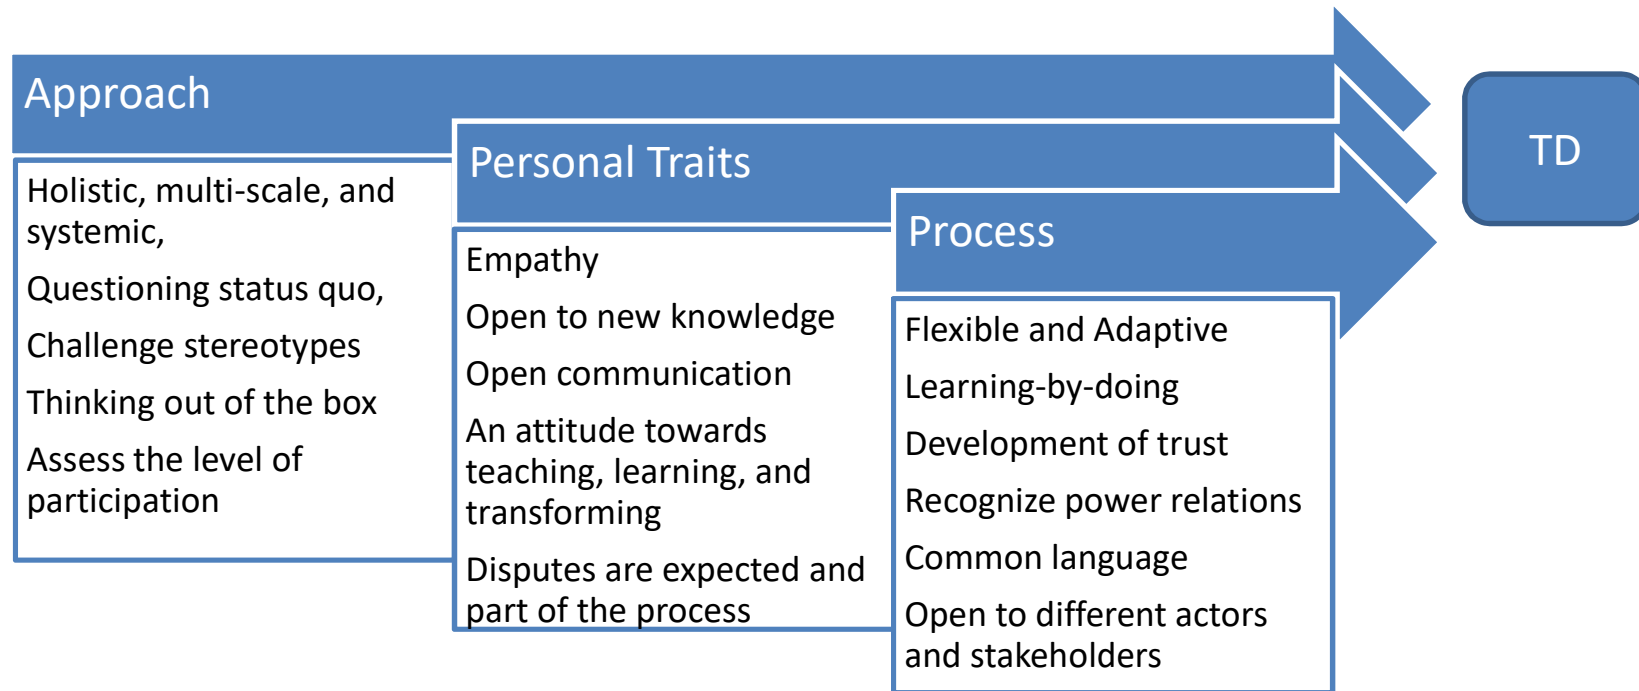 Approach
Holistic, multi-scale, and
systemic,
Questioning status quo,
Challenge stereotypes
Thinking out of the box
Assess the level of
participation
Personal Traits
Empathy
Open to new knowledge
Open communication
An attitude towards
teaching, learning, and
transforming
Disputes are expected and
part of the process
Process
Flexible and Adaptive
Learning-by-doing
Development of trust
Recognize power relations
Common language
Open to different actors
and stakeholders
TD